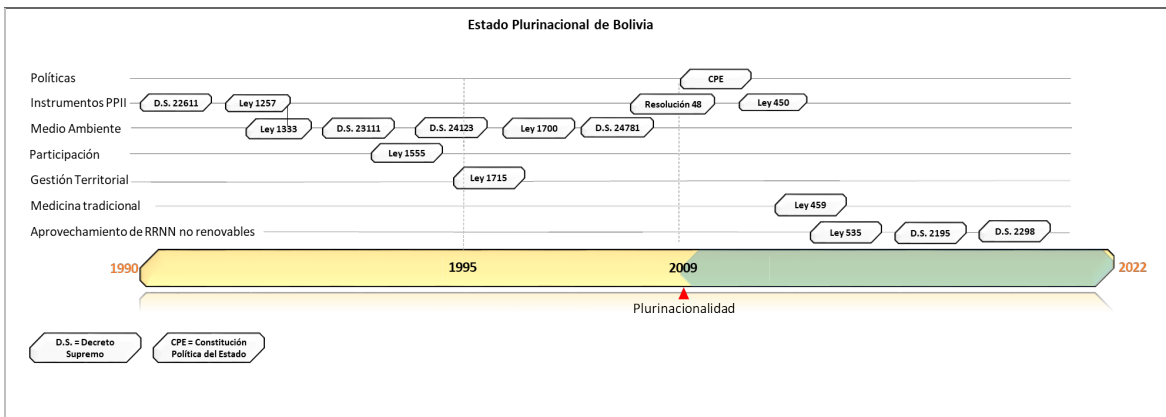 Estado Plurinacional de Bolivia
Políticas
CPE
Instrumentos PPII
D.S. 22611
Ley 1257
Resolución 48
Ley 450
Medio Ambiente
Ley 1333
D.S. 23111
D.S. 24123
Ley 1700
D.S. 24781
Participación
Ley 1555
Gestión Territorial
Ley 1715
Medicina tradicional
Ley 459
Aprovechamiento de RRNN no renovables
Ley 535
D.S. 2195
D.S. 2298
1990
1995
2009
2022
Plurinacionalidad
D.S. = Decreto
Supremo
CPE = Constitución
Política del Estado